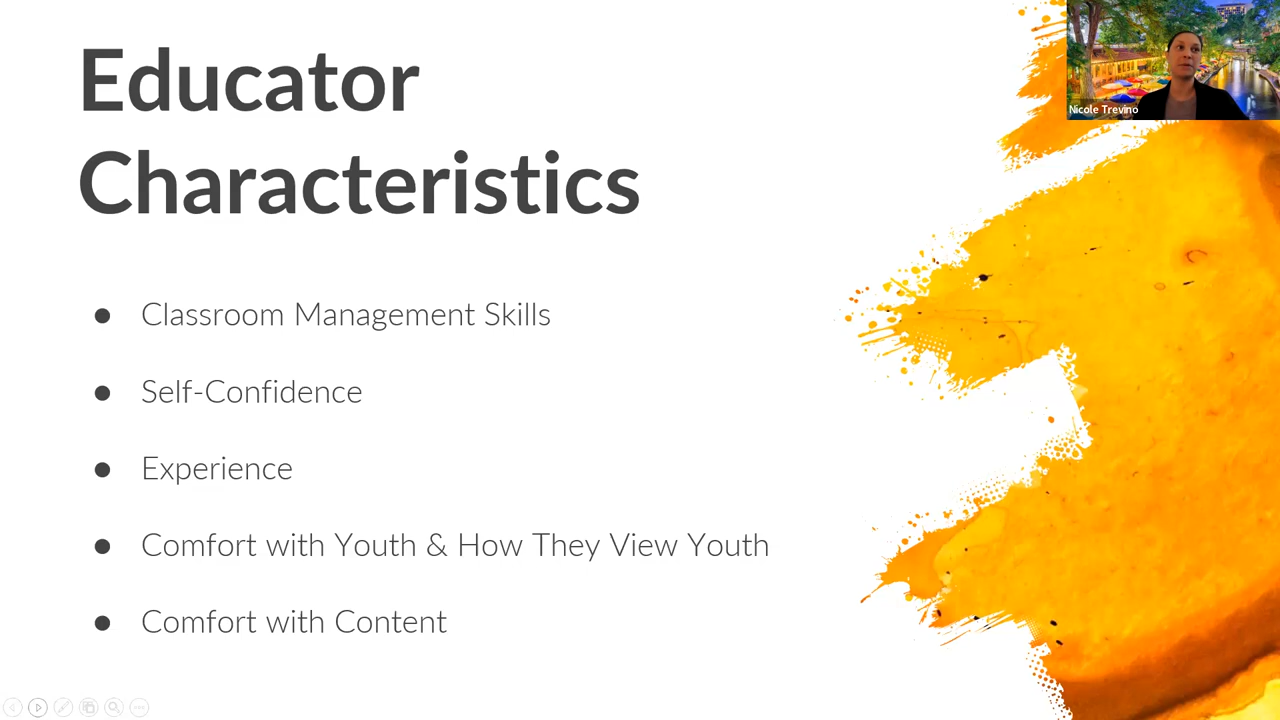 Educator
Characteristics
Nicole Trevino
● Classroom Management Skills
● Self-Confidence
● Experience
● Comfort with Youth & How They View Youth
● Comfort with Content